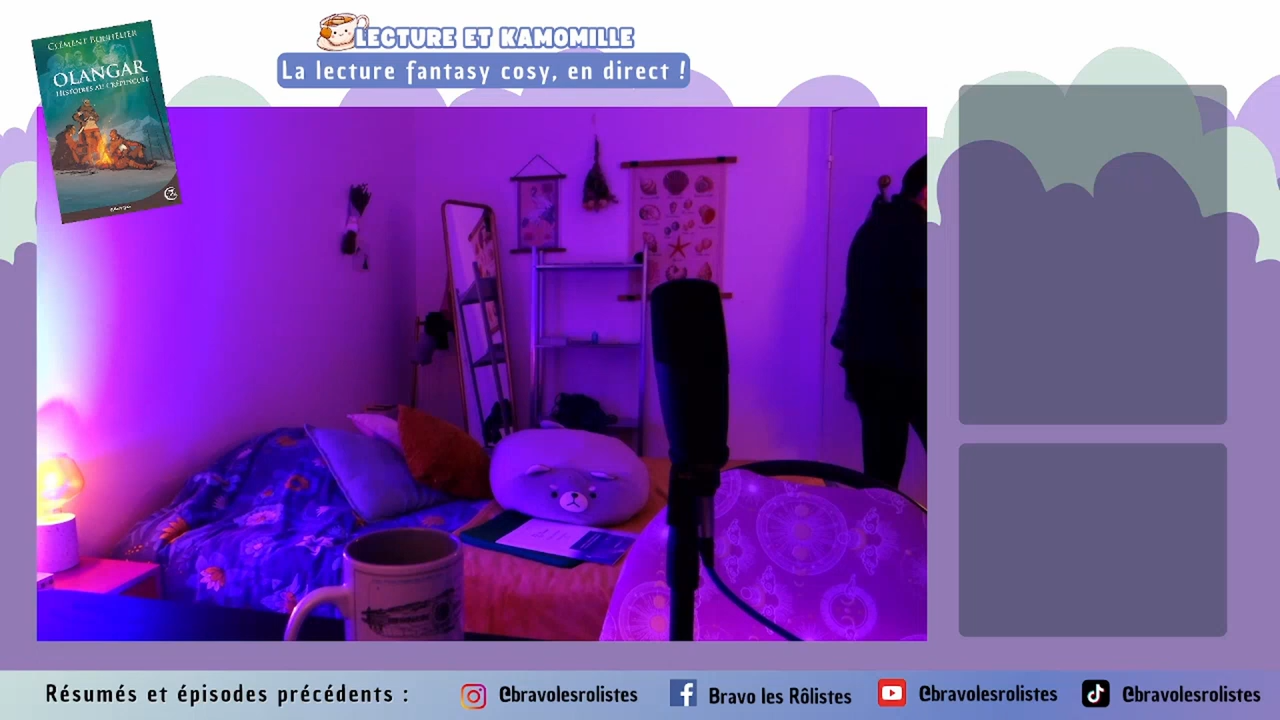 LECTURE ET KAMOMILLE
La lecture fantasy cosy, en direct !
CLÉMENT BOUHÉLIER
OLANGAR
HISTOIRES AU CRÉPUSCULE
Résumés et épisodes précédents :
@bravolesrolistes
Bravo les Rôlistes
@bravolesrolistes
@bravolesrolistes